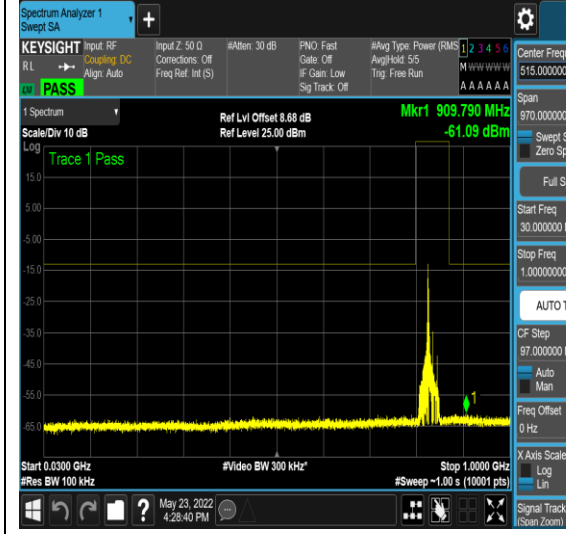 Spectrum Analyzer 1
Swept SA
+
KEYSIGHT
RL
LXI PASS
Input: RF
Coupling: DC
Align: Auto
Input Z: 50 Ω
Corrections: Off
Freq Ref: Int (S)
#Atten: 30 dB
PNO: Fast
Gate: Off
IF Gain: Low
Sig Track: Off
#Avg Type: Power (RMS
Avg|Hold: 5/5
Trig: Free Run
1 2 3 4 5 6
M W W W W W
A A A A A A
1 Spectrum
Scale/Div 10 dB
Ref Lvl Offset 8.68 dB
Ref Level 25.00 dBm
Mkr1 909.790 MHz
-61.09 dBm
Log
Trace 1 Pass
15.0
5.00
-5.00
-15.0
-25.0
-35.0
-45.0
-55.0
-65.0
1
Start 0.0300 GHz
#Res BW 100 kHz
#Video BW 300 kHz*
Stop 1.0000 GHz
#Sweep ~1.00 s (10001 pts)
?
May 23, 2022
4:28:40 PM
Center Frequ
515.000000
Span
970.000000
Swept S
Zero Sp
Full S
Start Freq
30.000000
Stop Freq
1.00000000
AUTO T
CF Step
97.000000
Auto
Man
Freq Offset
0 Hz
X Axis Scale
Log
Lin
Signal Track
(Span Zoom)